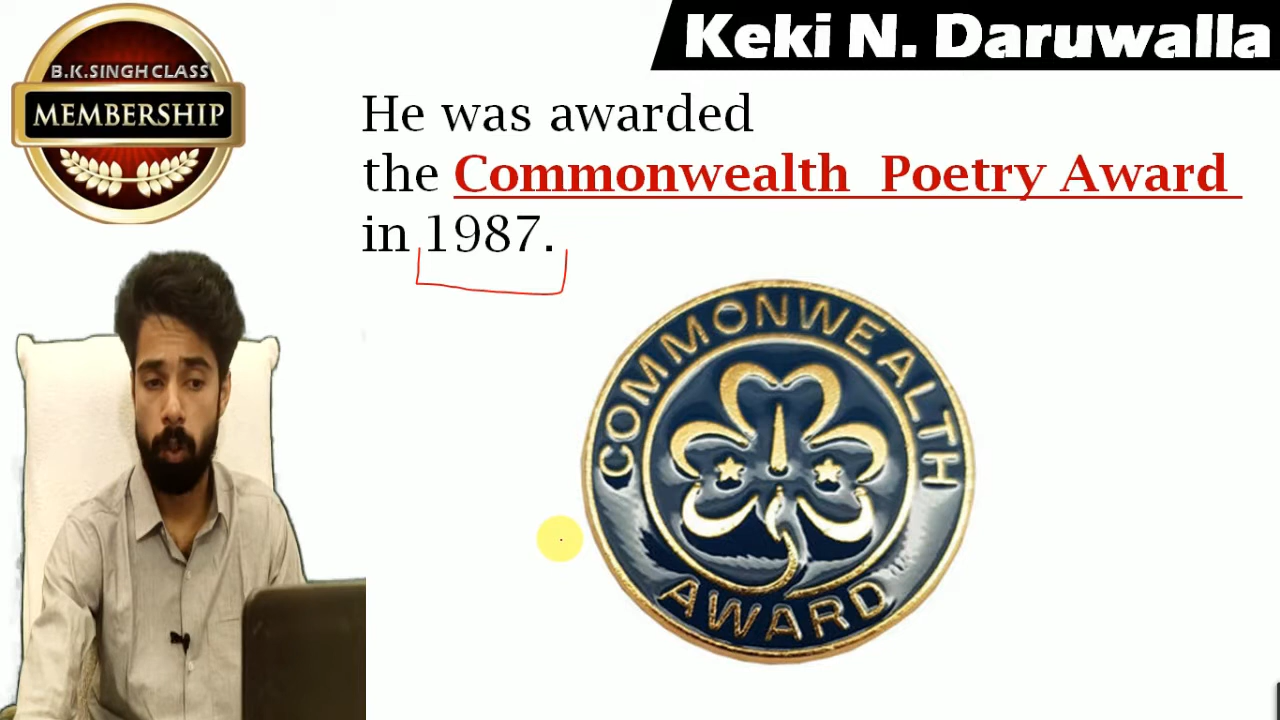 B.K.SINGH CLASS
MEMBERSHIP
Keki N. Daruwalla
He was awarded
the Commonwealth Poetry Award
in 1987.
COMMONWEALTH
AWARD